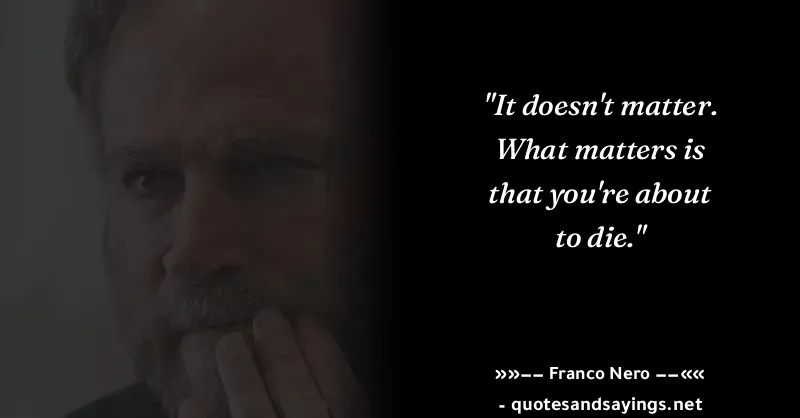 "It doesn't matter.
What matters is
that you're about
to die."
»»–– Franco Nero ––««
- quotesandsayings.net